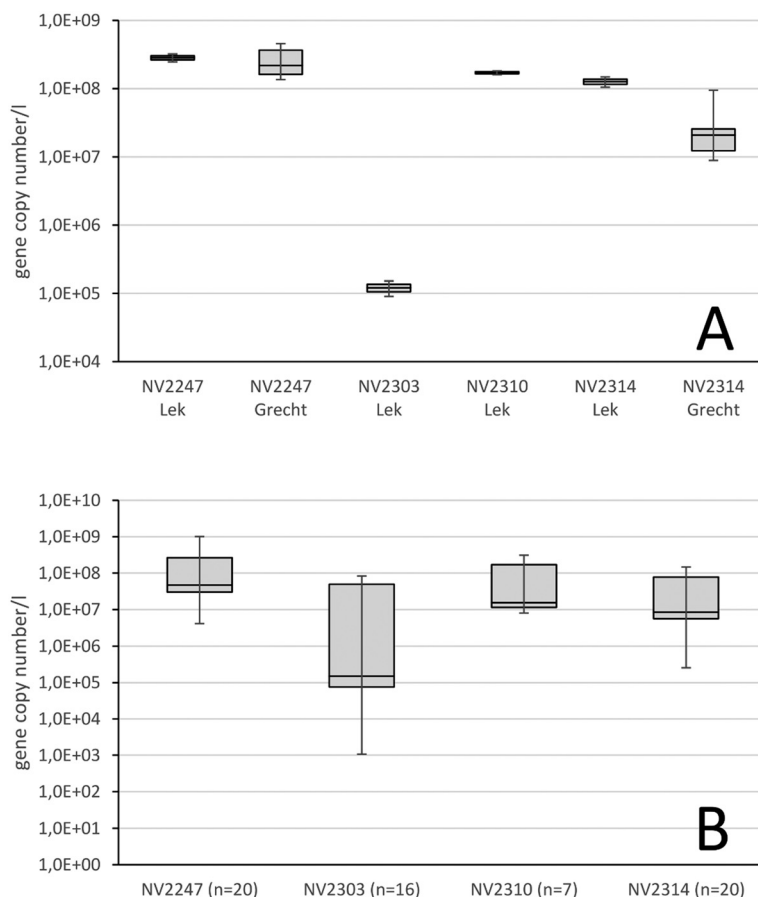 gene copy number/l
1,0E+09
1,0E+08
1,0E+07
1,0E+06
1,0E+05
1,0E+04
A
NV2247 NV2247 NV2303 NV2310 NV2314 NV2314
Lek Grecht Lek Lek Lek Grecht
gene copy number/l
1,0E+10
1,0E+09
1,0E+08
1,0E+07
1,0E+06
1,0E+05
1,0E+04
1,0E+03
1,0E+02
1,0E+01
1,0E+00
B
NV2247 (n=20) NV2303 (n=16) NV2310 (n=7) NV2314 (n=20)